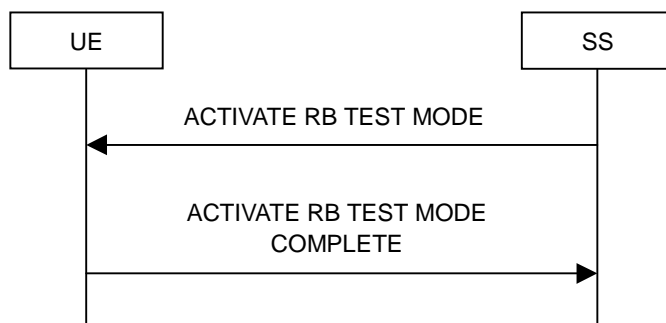 UE
SS
ACTIVATE RB TEST MODE
ACTIVATE RB TEST MODE
COMPLETE